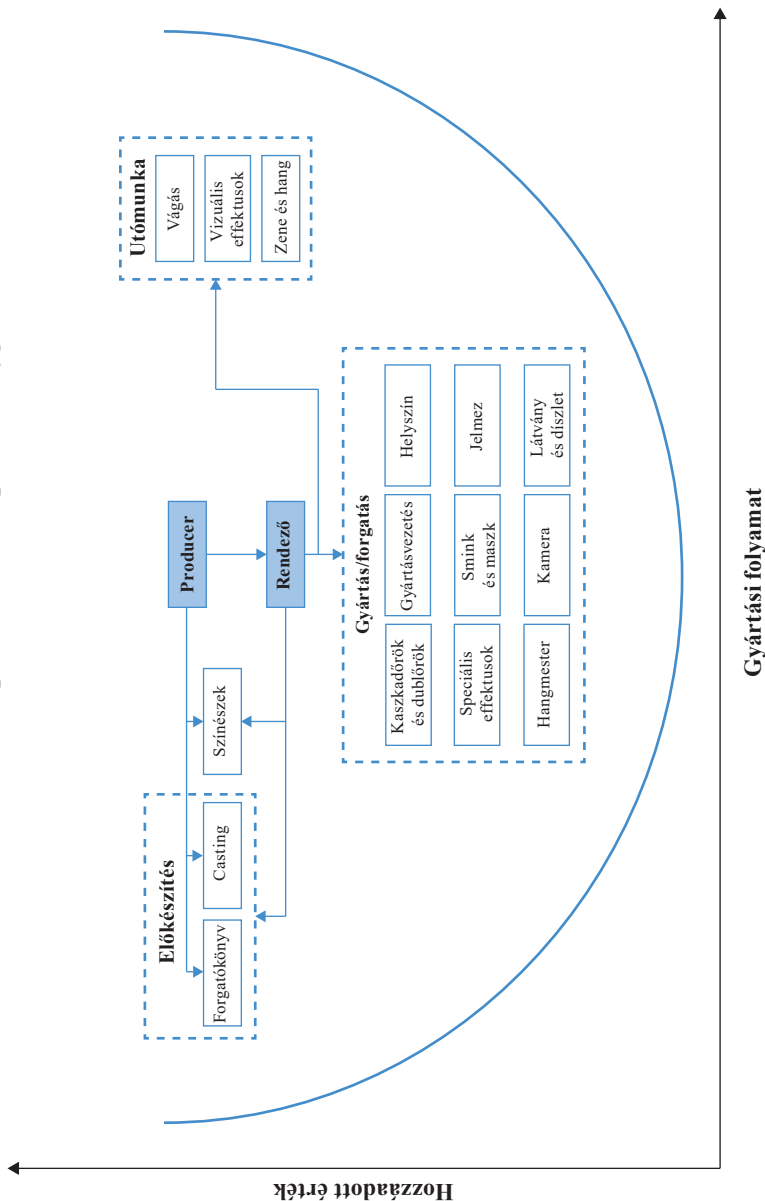 Hozzáadott érték
Előkészítés
Forgatókönyv
Casting
Színészek
Producer
Rendező
Gyártás/forgatás
Kaszkadőrök
és dublőrök
Gyártásvezetés
Helyszín
Speciális
effektusok
Smink
és maszk
Jelmez
Hangmester
Kamera
Látvány
és díszlet
Utómunka
Vágás
Vizuális
effektusok
Zene és hang
Gyártási folyamat